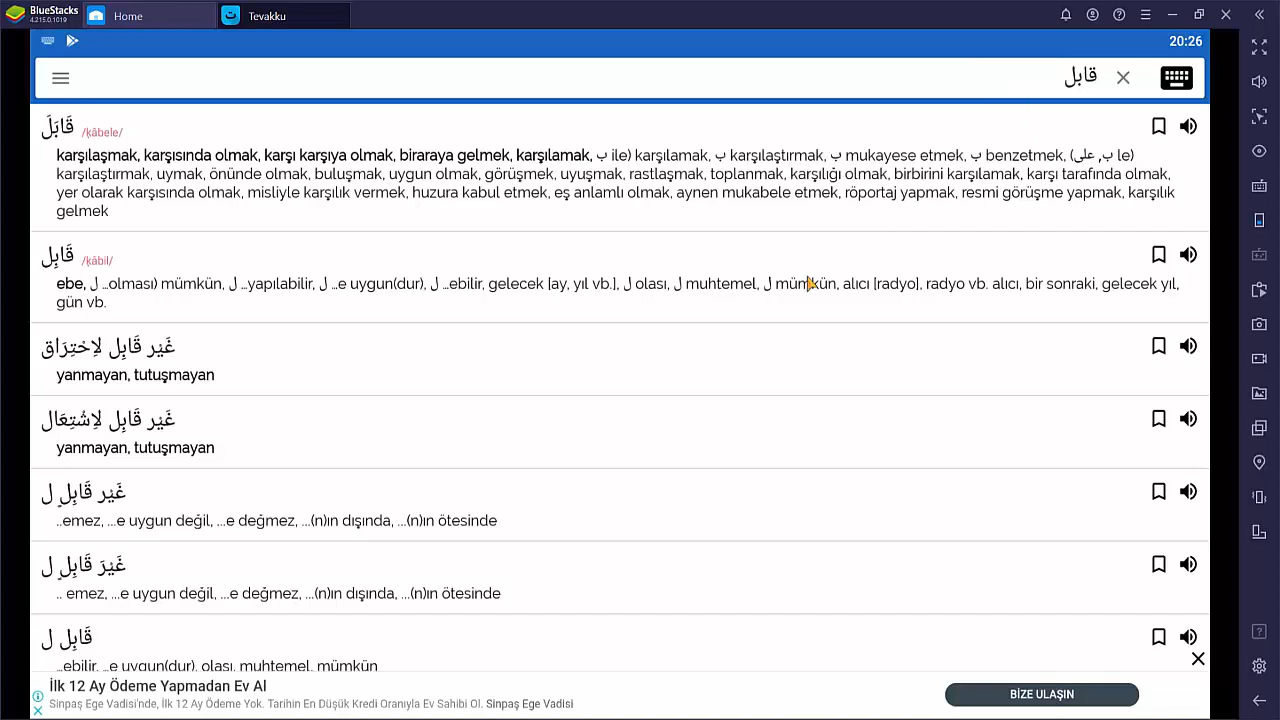 BlueStacks
4.215.0.1019
Home
Tevakku
20:26
قابل
قَابَلَ /ḳâbele/
karşılaşmak, karşısında olmak, karşı karşıya olmak, biraraya gelmek, karşılamak, ب ile) karşılamak, ب karşılaştırmak, ب mukayese etmek, ب benzetmek, (ب, على le)
karşılaştırmak, uymak, önünde olmak, buluşmak, uygun olmak, görüşmek, uyuşmak, rastlaşmak, toplanmak, karşılığı olmak, birbirini karşılamak, karşı tarafında olmak,
yer olarak karşısında olmak, misliyle karşılık vermek, huzura kabul etmek, eş anlamlı olmak, aynen mukabele etmek, röportaj yapmak, resmi görüşme yapmak, karşılık
gelmek
قَابِل /ḳâbil/
ebe, ل ...olması) mümkün, ل ...yapılabilir, ل ...e uygun(dur), ل ...ebilir, gelecek [ay, yıl vb.], ل olası, ل muhtemel, ل mümkün, alıcı [radyo], radyo vb. alıcı, bir sonraki, gelecek yıl,
gün vb.
غَيْر قَابِل لاِحْتِرَاق
yanmayan, tutuşmayan
غَيْر قَابِل لاِشْتِعَال
yanmayan, tutuşmayan
غَيْر قَابِلٍ ل
..emez, ...e uygun değil, ...e değmez, ...(n)ın dışında, ...(n)ın ötesinde
غَيْرَ قَابِلٍ ل
.. emez, ...e uygun değil, ...e değmez, ...(n)ın dışında, ...(n)ın ötesinde
قَابِل ل
...ebilir, ...e uygun(dur), olası, muhtemel, mümkün
İlk 12 Ay Ödeme Yapmadan Ev Al
Sinpaş Ege Vadisi'nde, İlk 12 Ay Ödeme Yok. Tarihin En Düşük Kredi Oranıyla Ev Sahibi Ol. Sinpaş Ege Vadisi
BİZE ULAŞIN